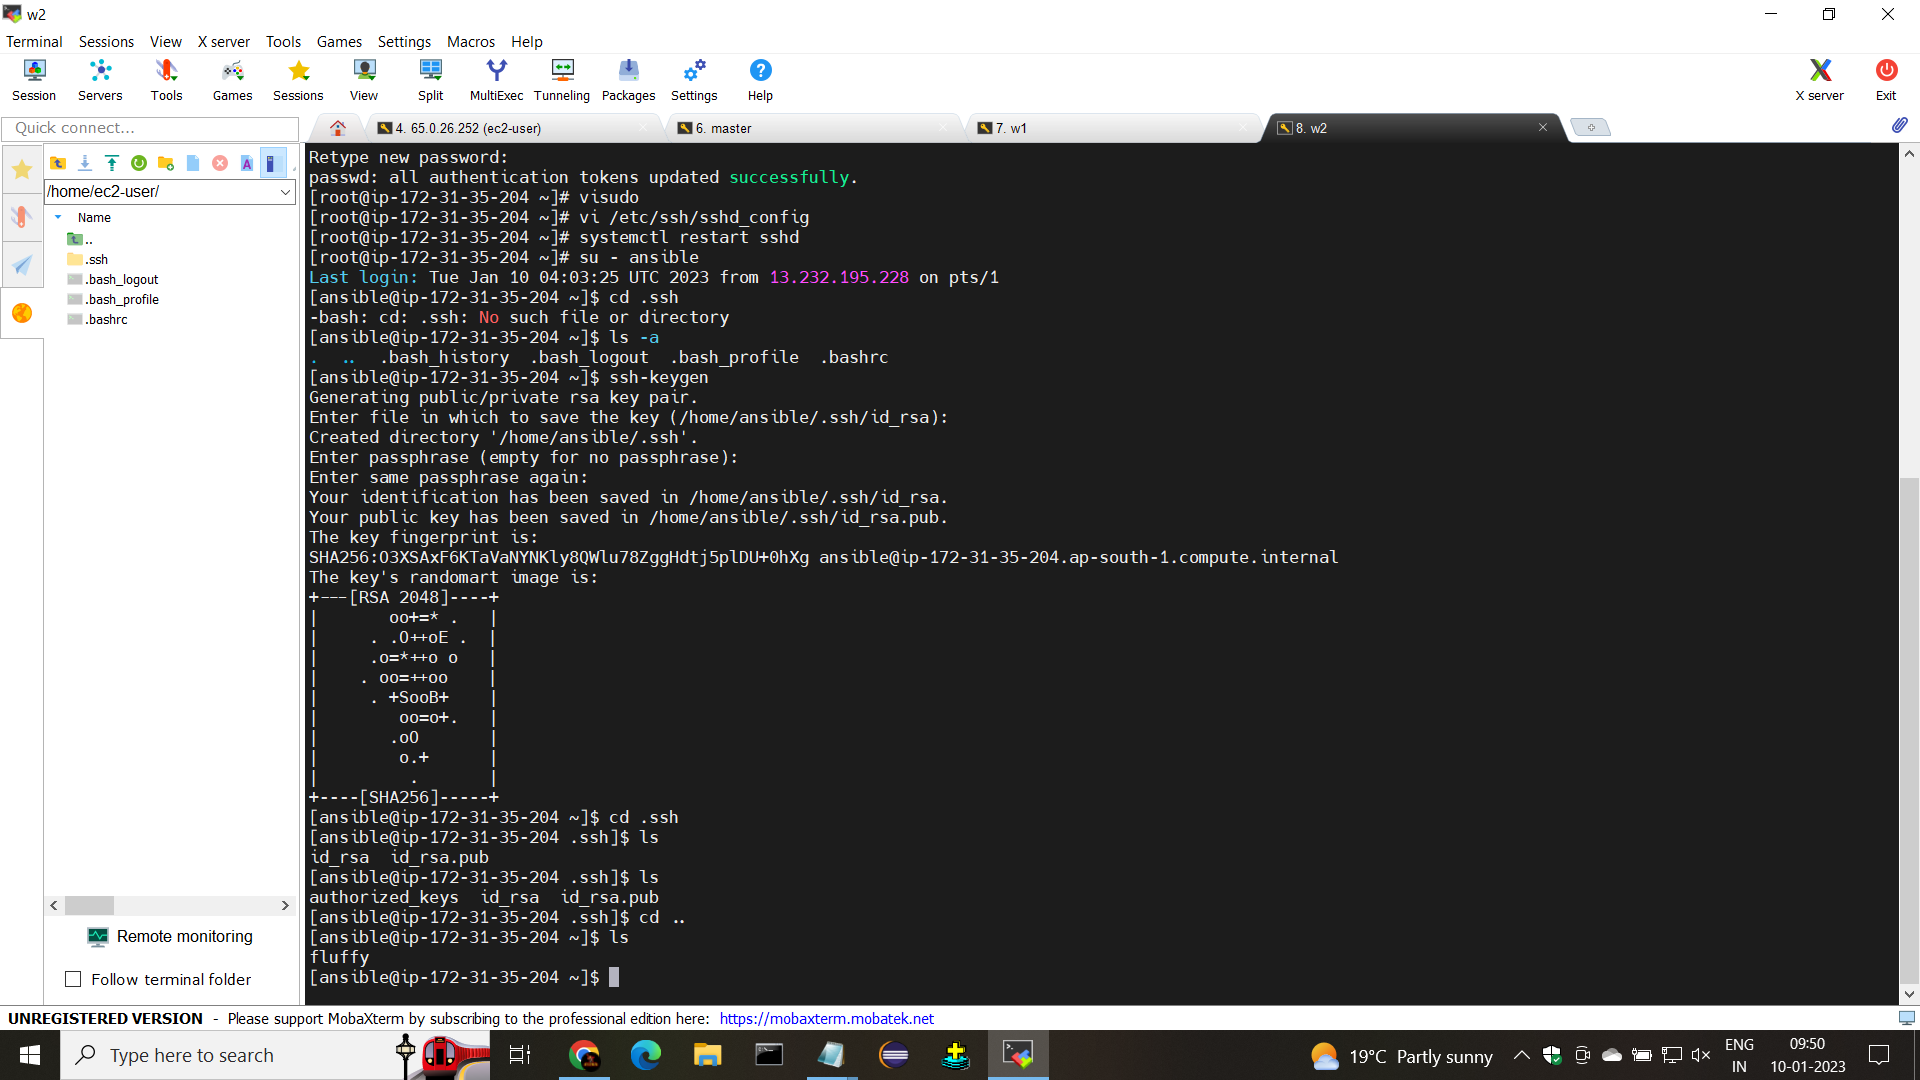 w2
Terminal Sessions View X server Tools Games Settings Macros Help
Session Servers Tools Games Sessions View Split MultiExec Tunneling Packages Settings Help X server Exit
Quick connect...
4. 65.0.26.252 (ec2-user) 6. master 7. w1 8. w2
/home/ec2-user/
Name
..
.ssh
.bash_logout
.bash_profile
.bashrc
Remote monitoring
Follow terminal folder
Retype new password:
passwd: all authentication tokens updated successfully.
[root@ip-172-31-35-204 ~]# visudo
[root@ip-172-31-35-204 ~]# vi /etc/ssh/sshd_config
[root@ip-172-31-35-204 ~]# systemctl restart sshd
[root@ip-172-31-35-204 ~]# su - ansible
Last login: Tue Jan 10 04:03:25 UTC 2023 from 13.232.195.228 on pts/1
[ansible@ip-172-31-35-204 ~]$ cd .ssh
-bash: cd: .ssh: No such file or directory
[ansible@ip-172-31-35-204 ~]$ ls -a
.  ..  .bash_history  .bash_logout  .bash_profile  .bashrc
[ansible@ip-172-31-35-204 ~]$ ssh-keygen
Generating public/private rsa key pair.
Enter file in which to save the key (/home/ansible/.ssh/id_rsa):
Created directory '/home/ansible/.ssh'.
Enter passphrase (empty for no passphrase):
Enter same passphrase again:
Your identification has been saved in /home/ansible/.ssh/id_rsa.
Your public key has been saved in /home/ansible/.ssh/id_rsa.pub.
The key fingerprint is:
SHA256:O3XSAxF6KTaVaNYNKly8QWlu78ZggHdtj5plDU+0hXg ansible@ip-172-31-35-204.ap-south-1.compute.internal
The key's randomart image is:
+---[RSA 2048]----+
|       oo+=* .   |
|     . .O++oE .  |
|     .o=*++o o   |
|    . oo=++oo    |
|     . +SooB+    |
|        oo=o+.   |
|       .oO       |
|        o.+      |
|         .       |
+----[SHA256]-----+
[ansible@ip-172-31-35-204 ~]$ cd .ssh
[ansible@ip-172-31-35-204 .ssh]$ ls
id_rsa  id_rsa.pub
[ansible@ip-172-31-35-204 .ssh]$ ls
authorized_keys  id_rsa  id_rsa.pub
[ansible@ip-172-31-35-204 .ssh]$ cd ..
[ansible@ip-172-31-35-204 ~]$ ls
fluffy
[ansible@ip-172-31-35-204 ~]$
UNREGISTERED VERSION - Please support MobaXterm by subscribing to the professional edition here: https://mobaxterm.mobatek.net
Type here to search
19°C Partly sunny
ENG
IN
09:50
10-01-2023